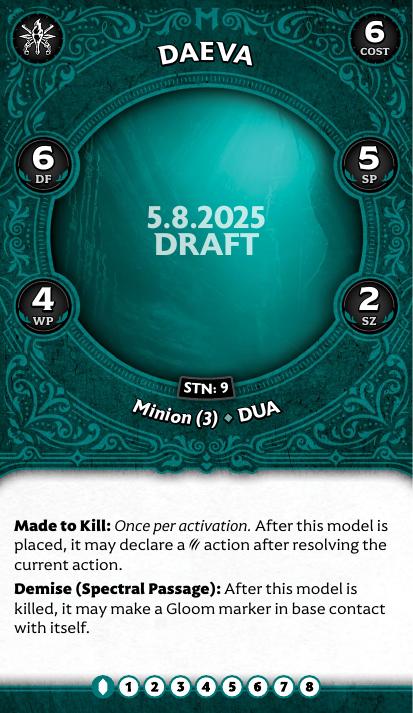 DAEVA
6
COST
6
DF
5
SP
5.8.2025
DRAFT
4
WP
2
SZ
STN: 9
Minion (3) ⬥ DUA
Made to Kill: Once per activation. After this model is
placed, it may declare a action after resolving the
current action.
Demise (Spectral Passage): After this model is
killed, it may make a Gloom marker in base contact
with itself.
1 2 3 4 5 6 7 8